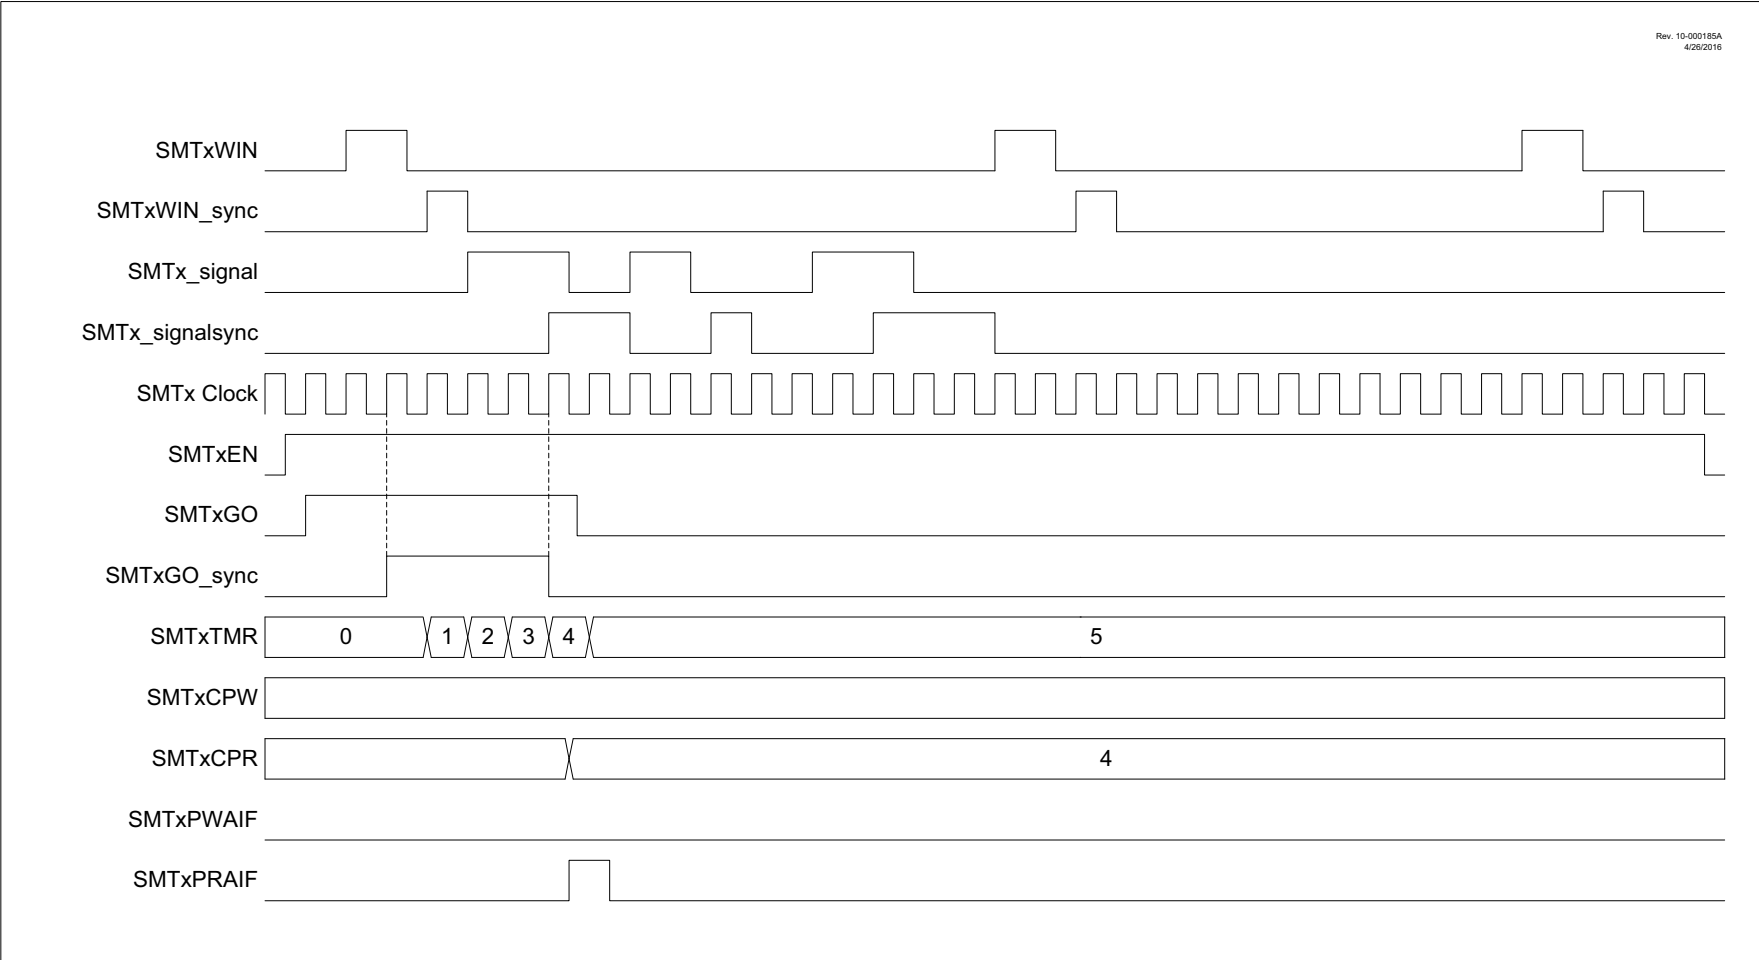 Rev. 10-000185A
4/26/2016
SMTxWIN
SMTxWIN_sync
SMTx_signal
SMTx_signalsync
SMTx Clock
SMTxEN
SMTxGO
SMTxGO_sync
SMTxTMR 0 1 2 3 4 5
SMTxCPW
SMTxCPR 4
SMTxPWAIF
SMTxPRAIF